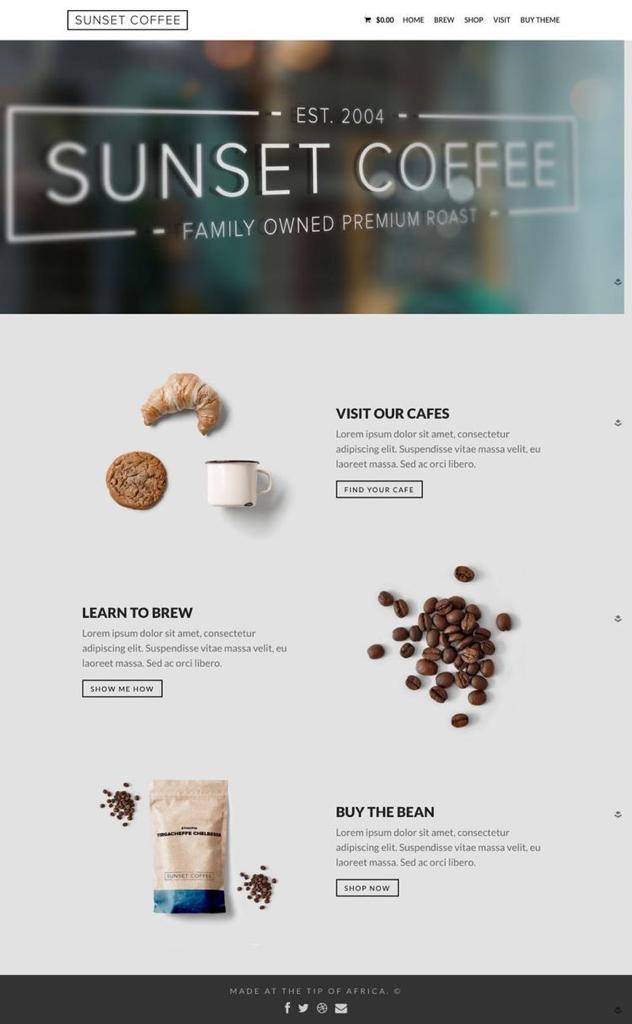 SUNSET COFFEE
$0.00 HOME BREW SHOP VISIT BUY THEME
EST. 2004
SUNSET COFFEE
FAMILY OWNED PREMIUM ROAST
VISIT OUR CAFES
Lorem ipsum dolor sit amet, consectetur
adipiscing elit. Suspendisse vitae massa velit, eu
laoreet massa. Sed ac orci libero.
FIND YOUR CAFE
LEARN TO BREW
Lorem ipsum dolor sit amet, consectetur
adipiscing elit. Suspendisse vitae massa velit, eu
laoreet massa. Sed ac orci libero.
SHOW ME HOW
YIRGACHEFFE CHELBESSA
SUNSET COFFEE
BUY THE BEAN
Lorem ipsum dolor sit amet, consectetur
adipiscing elit. Suspendisse vitae massa velit, eu
laoreet massa. Sed ac orci libero.
SHOP NOW
MADE AT THE TIP OF AFRICA. ©